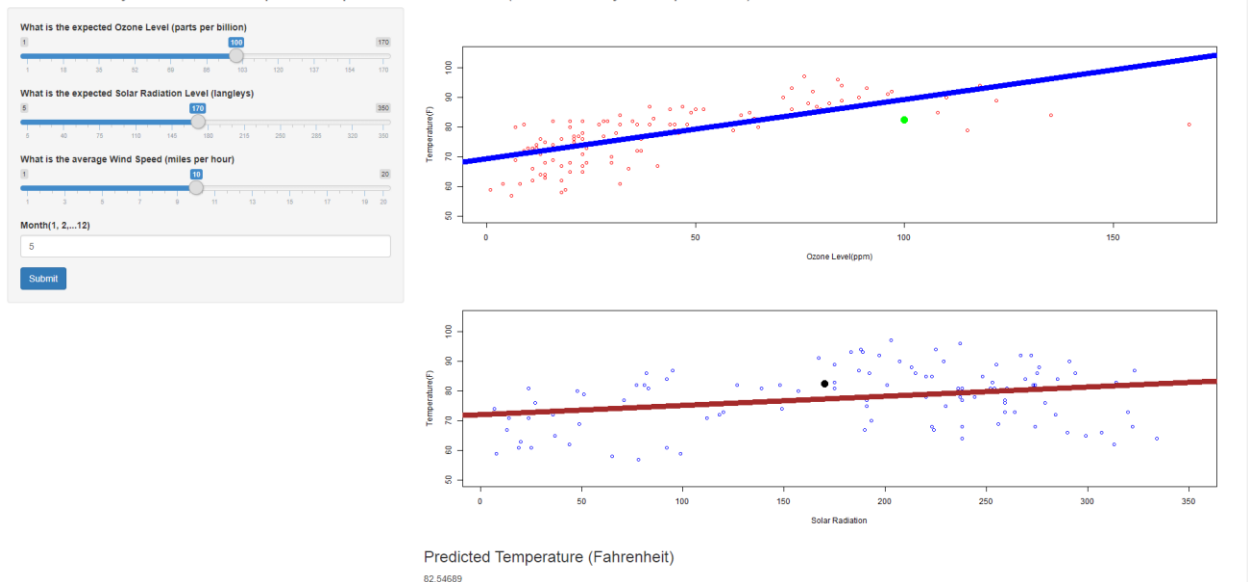 What is the expected Ozone Level (parts per billion)
1 100 170
1 18 35 52 69 86 103 120 137 154 170
What is the expected Solar Radiation Level (langleys)
5 170 350
5 40 75 110 145 180 215 250 285 320 350
What is the average Wind Speed (miles per hour)
1 10 20
1 3 5 7 9 11 13 15 17 19 20
Month(1, 2,...12)
5
Submit
Temperature(F)
50 60 70 80 90 100
0 50 100 150
Ozone Level(ppm)
Temperature(F)
50 60 70 80 90 100
0 50 100 150 200 250 300 350
Solar Radiation
Predicted Temperature (Fahrenheit)
82.54689